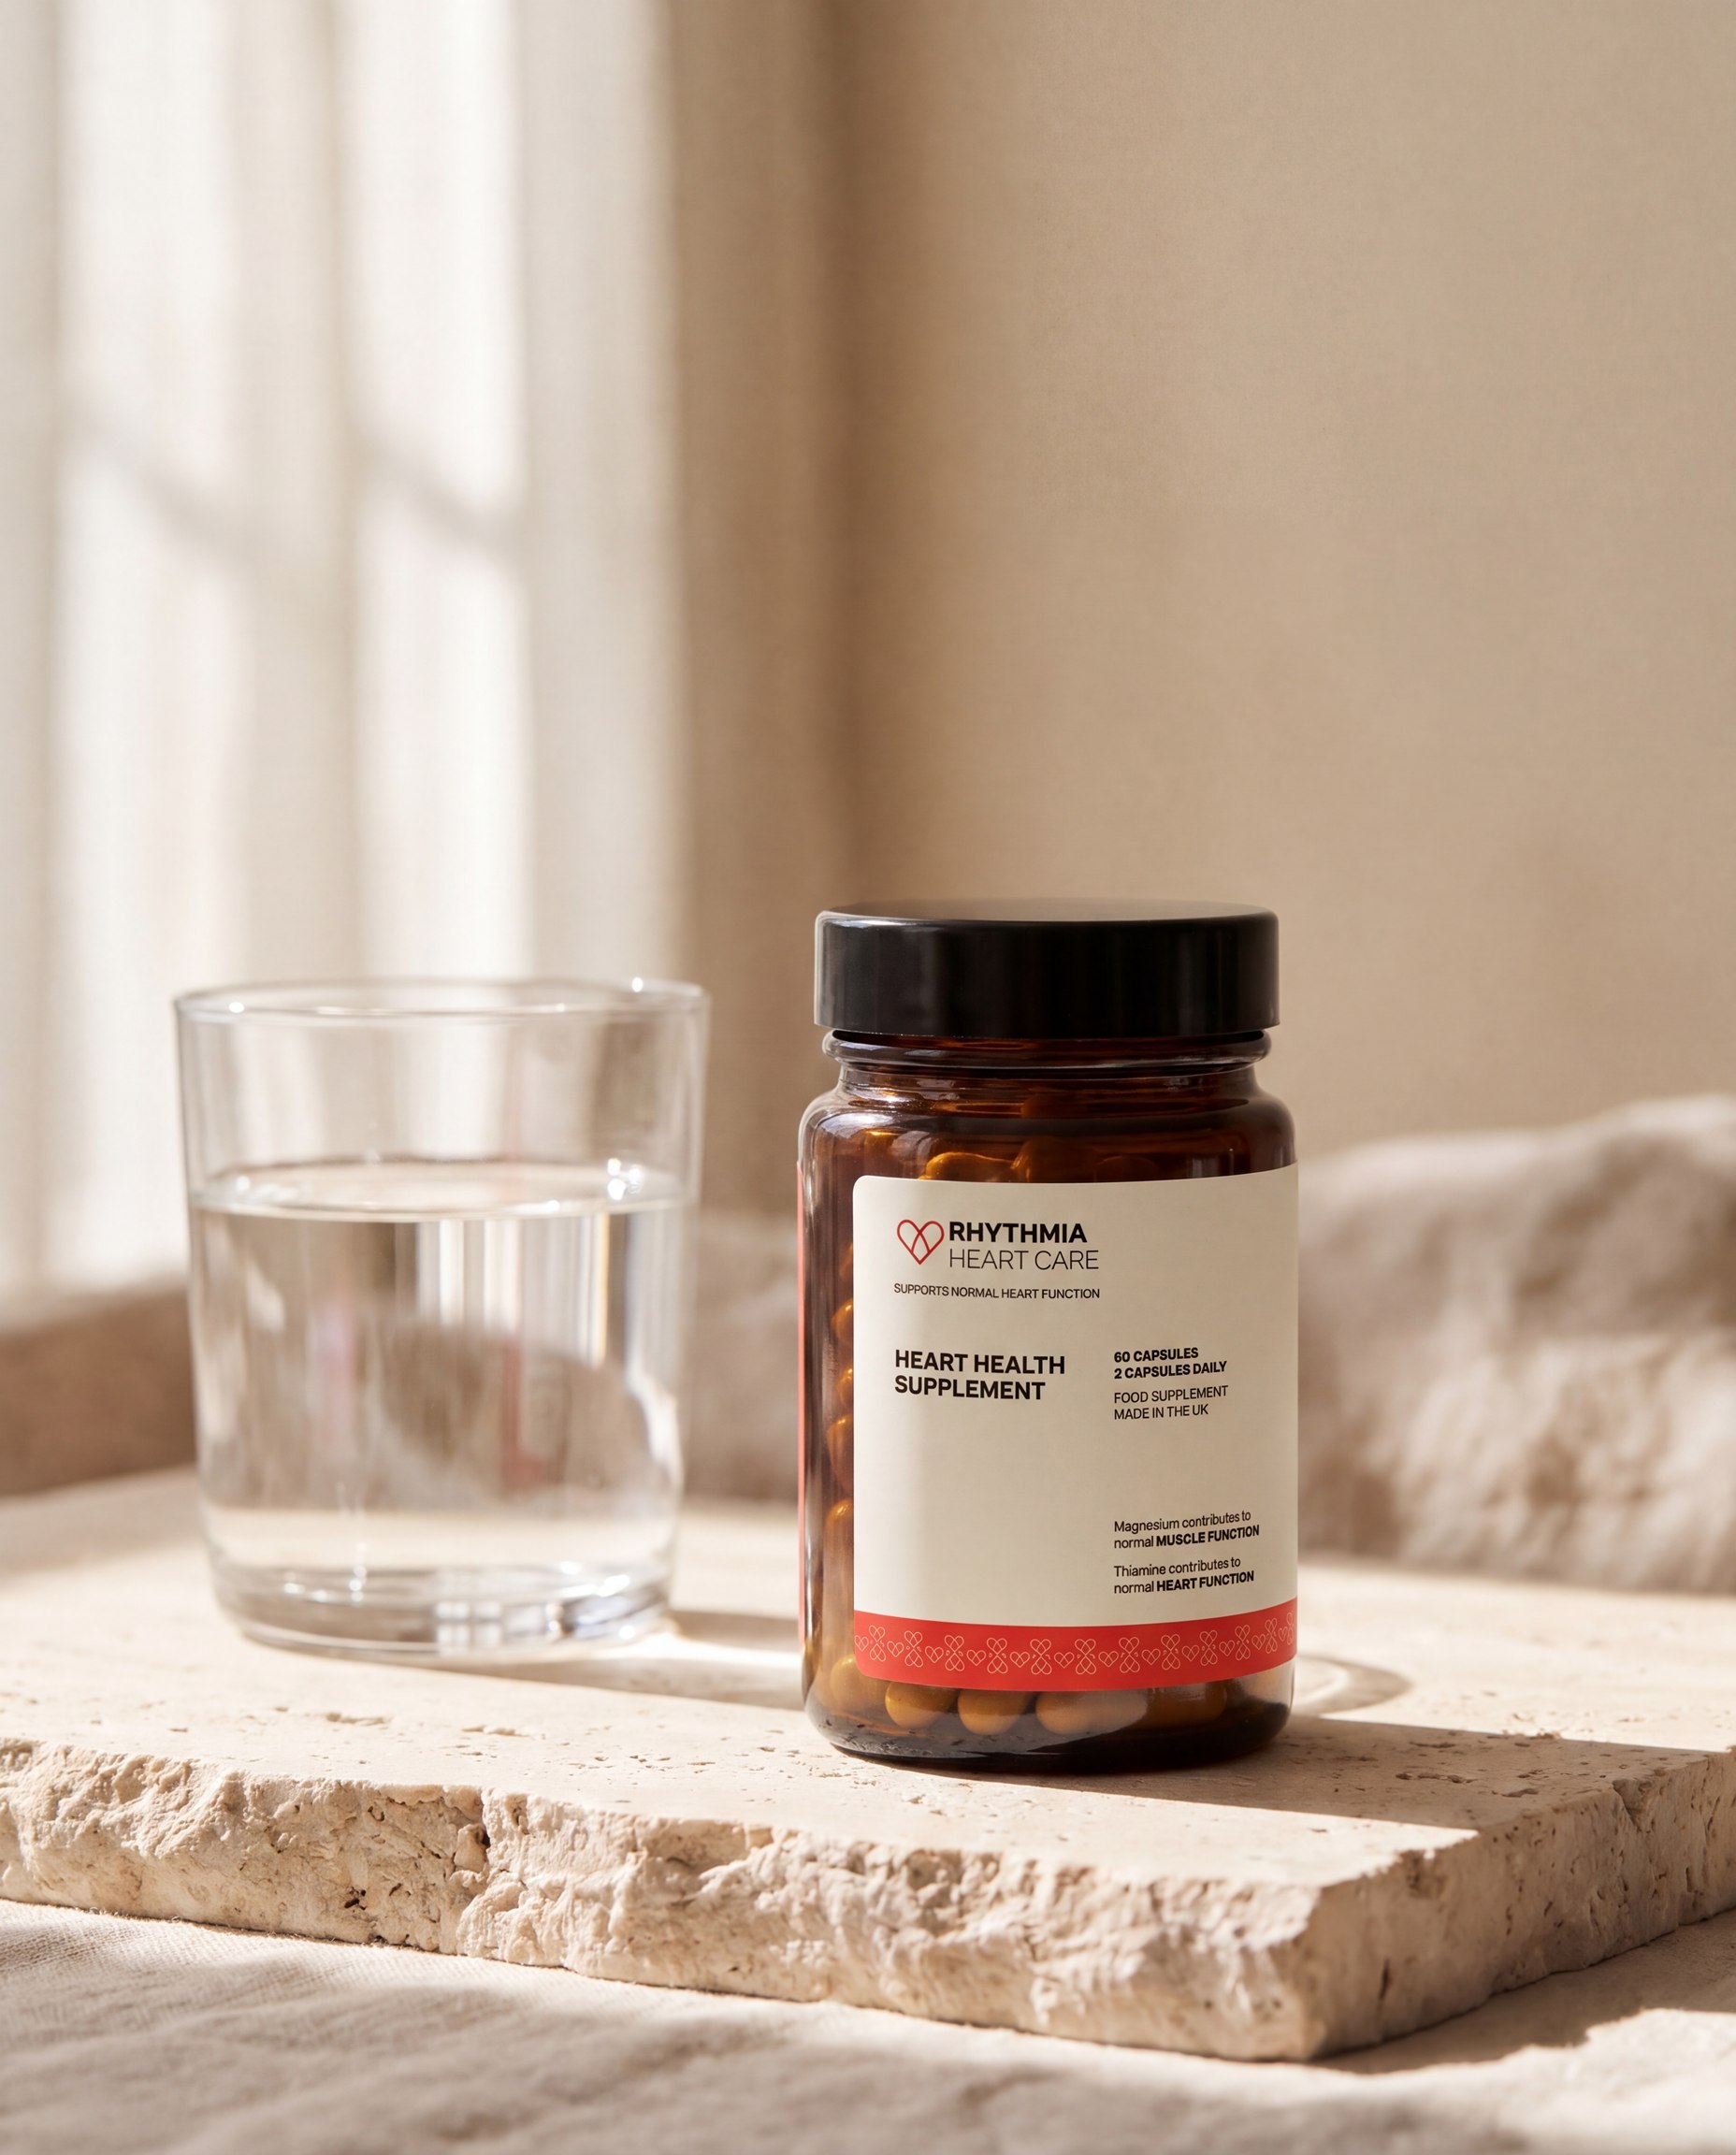 RHYTHMIA
HEART CARE
SUPPORTS NORMAL HEART FUNCTION
HEART HEALTH
SUPPLEMENT
60 CAPSULES
2 CAPSULES DAILY
FOOD SUPPLEMENT
MADE IN THE UK
Magnesium contributes to
normal MUSCLE FUNCTION
Thiamine contributes to
normal HEART FUNCTION